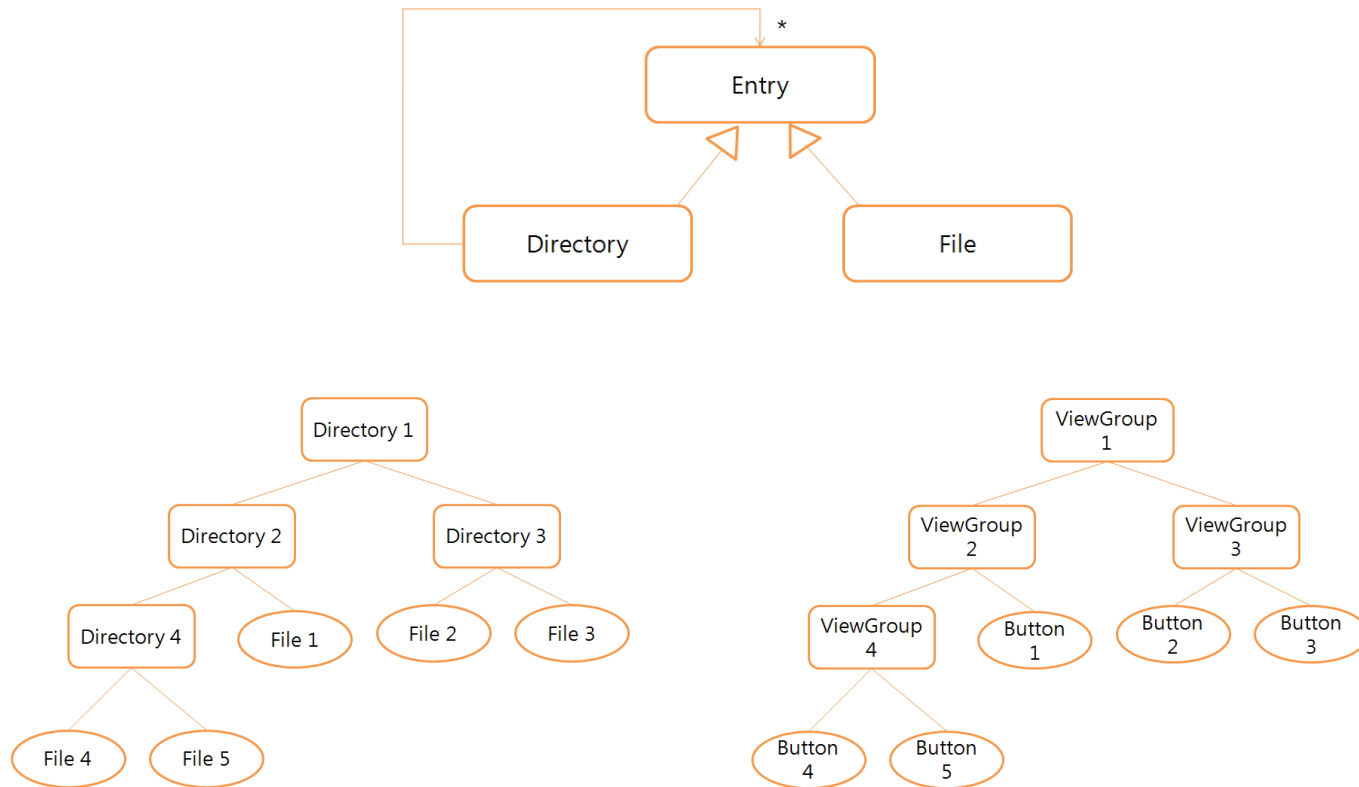 *
Entry
Directory
File
Directory 1
Directory 2
Directory 3
Directory 4
File 1
File 2
File 3
File 4
File 5
ViewGroup
1
ViewGroup
2
ViewGroup
3
ViewGroup
4
Button
1
Button
2
Button
3
Button
4
Button
5